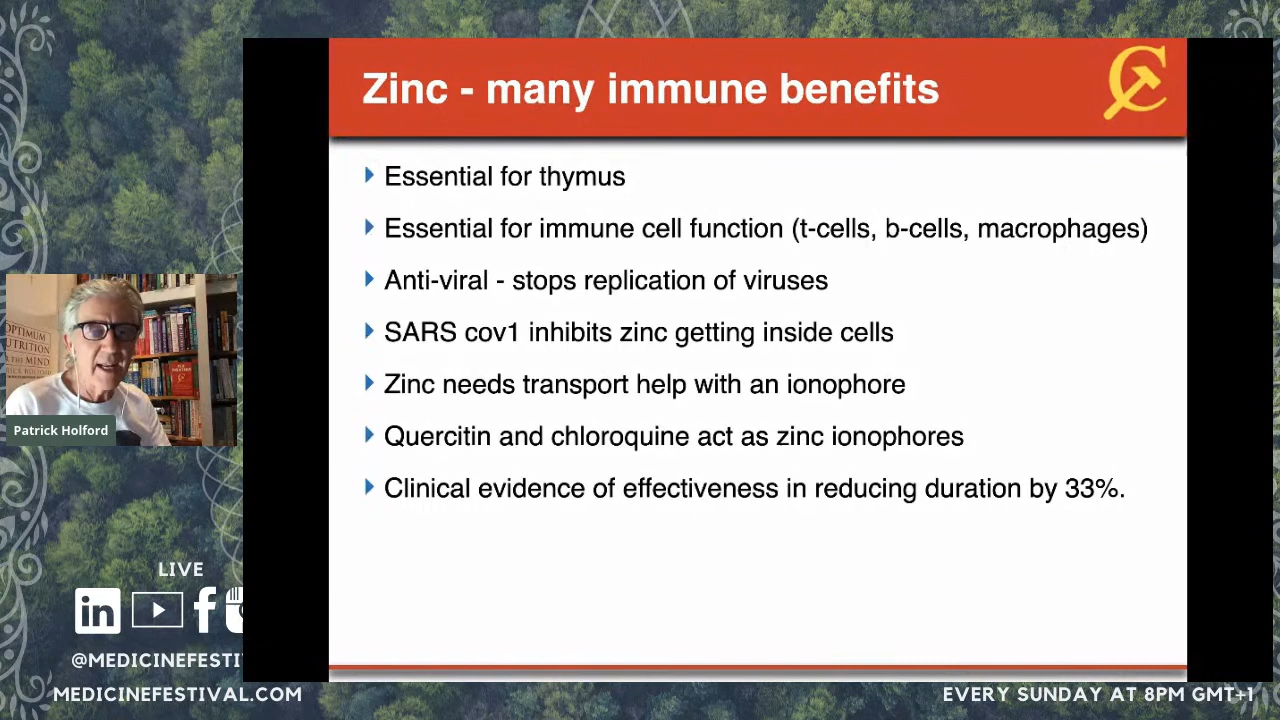 Zinc - many immune benefits
Essential for thymus
Essential for immune cell function (t-cells, b-cells, macrophages)
Anti-viral - stops replication of viruses
SARS cov1 inhibits zinc getting inside cells
Zinc needs transport help with an ionophore
Quercitin and chloroquine act as zinc ionophores
Clinical evidence of effectiveness in reducing duration by 33%.
OPTIMUM
NUTRITION
Patrick Holford
LIVE
in
f
@MEDICINEFESTI
MEDICINEFESTIVAL.COM
EVERY SUNDAY AT 8PM GMT+1